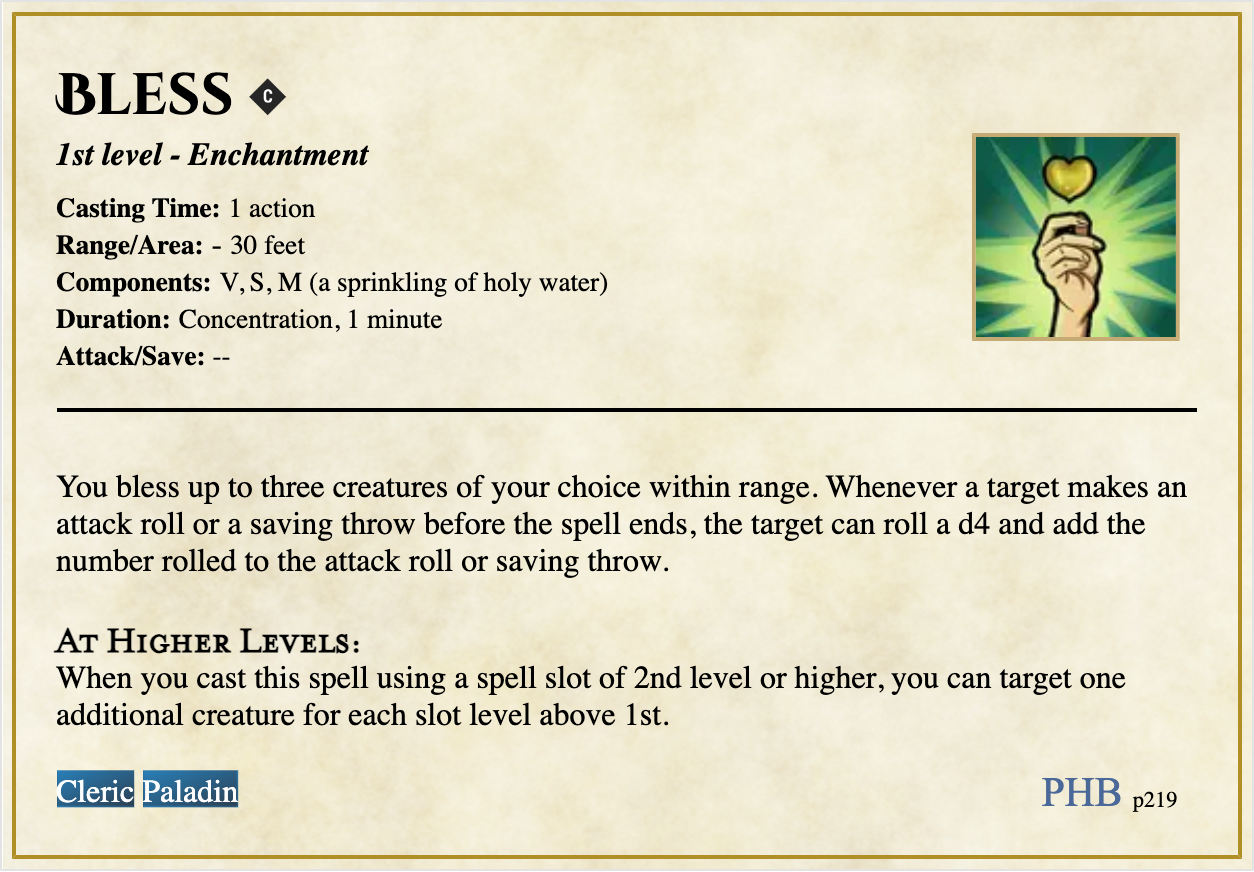 BLESS C
1st level - Enchantment
Casting Time: 1 action
Range/Area: - 30 feet
Components: V, S, M (a sprinkling of holy water)
Duration: Concentration, 1 minute
Attack/Save: --
You bless up to three creatures of your choice within range. Whenever a target makes an
attack roll or a saving throw before the spell ends, the target can roll a d4 and add the
number rolled to the attack roll or saving throw.
At Higher Levels:
When you cast this spell using a spell slot of 2nd level or higher, you can target one
additional creature for each slot level above 1st.
Cleric Paladin
PHB p219